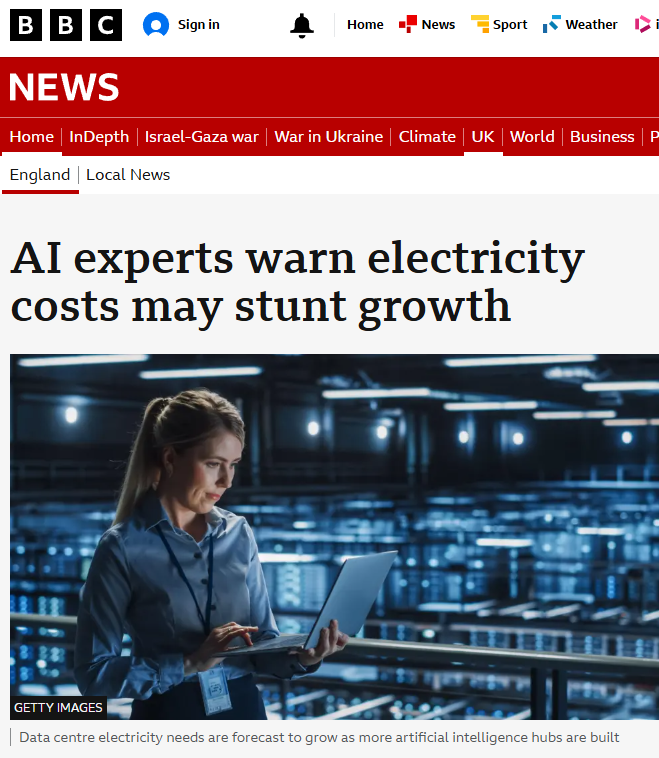 BBC Sign in Home News Sport Weather i
NEWS
Home InDepth Israel-Gaza war War in Ukraine Climate UK World Business P
England Local News
AI experts warn electricity
costs may stunt growth
GETTY IMAGES
Data centre electricity needs are forecast to grow as more artificial intelligence hubs are built